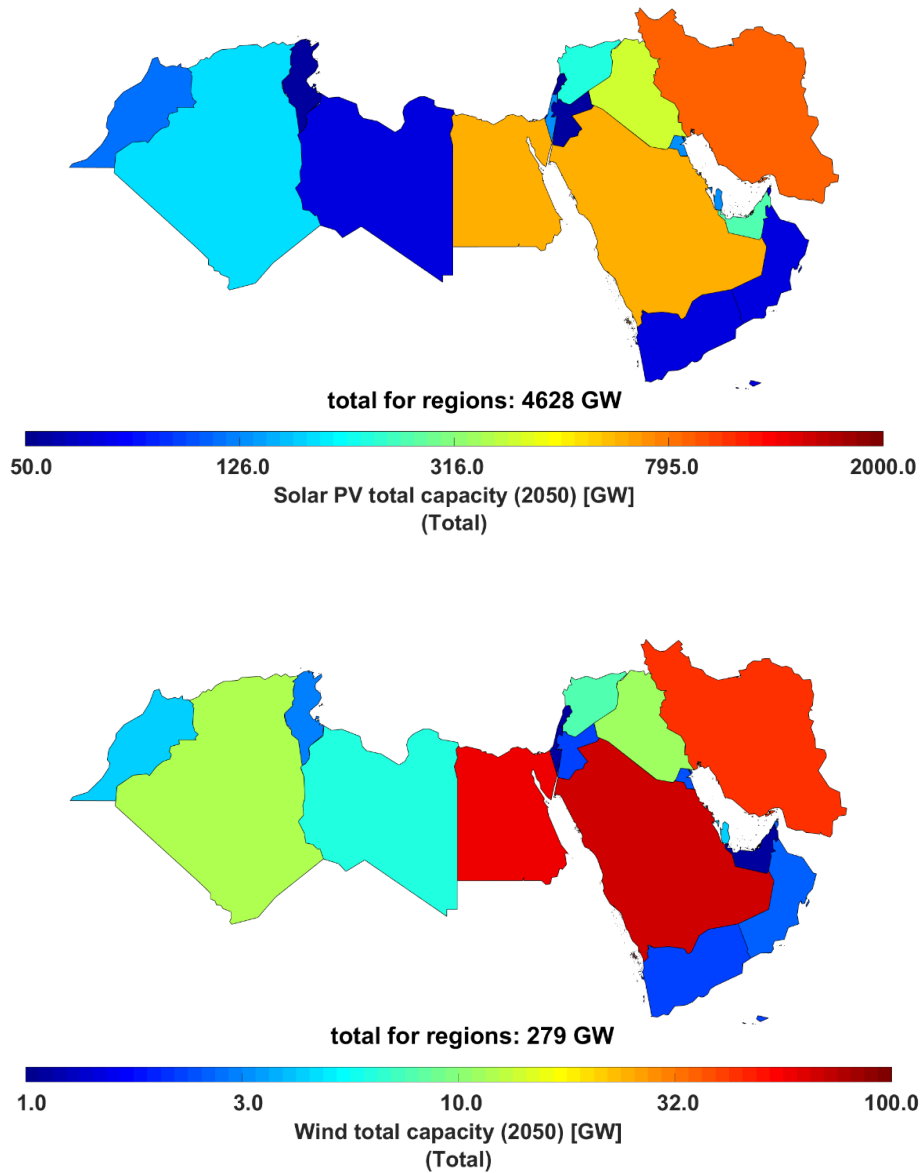 total for regions: 4628 GW
50.0 126.0 316.0 795.0 2000.0
Solar PV total capacity (2050) [GW]
(Total)
total for regions: 279 GW
1.0 3.0 10.0 32.0 100.0
Wind total capacity (2050) [GW]
(Total)